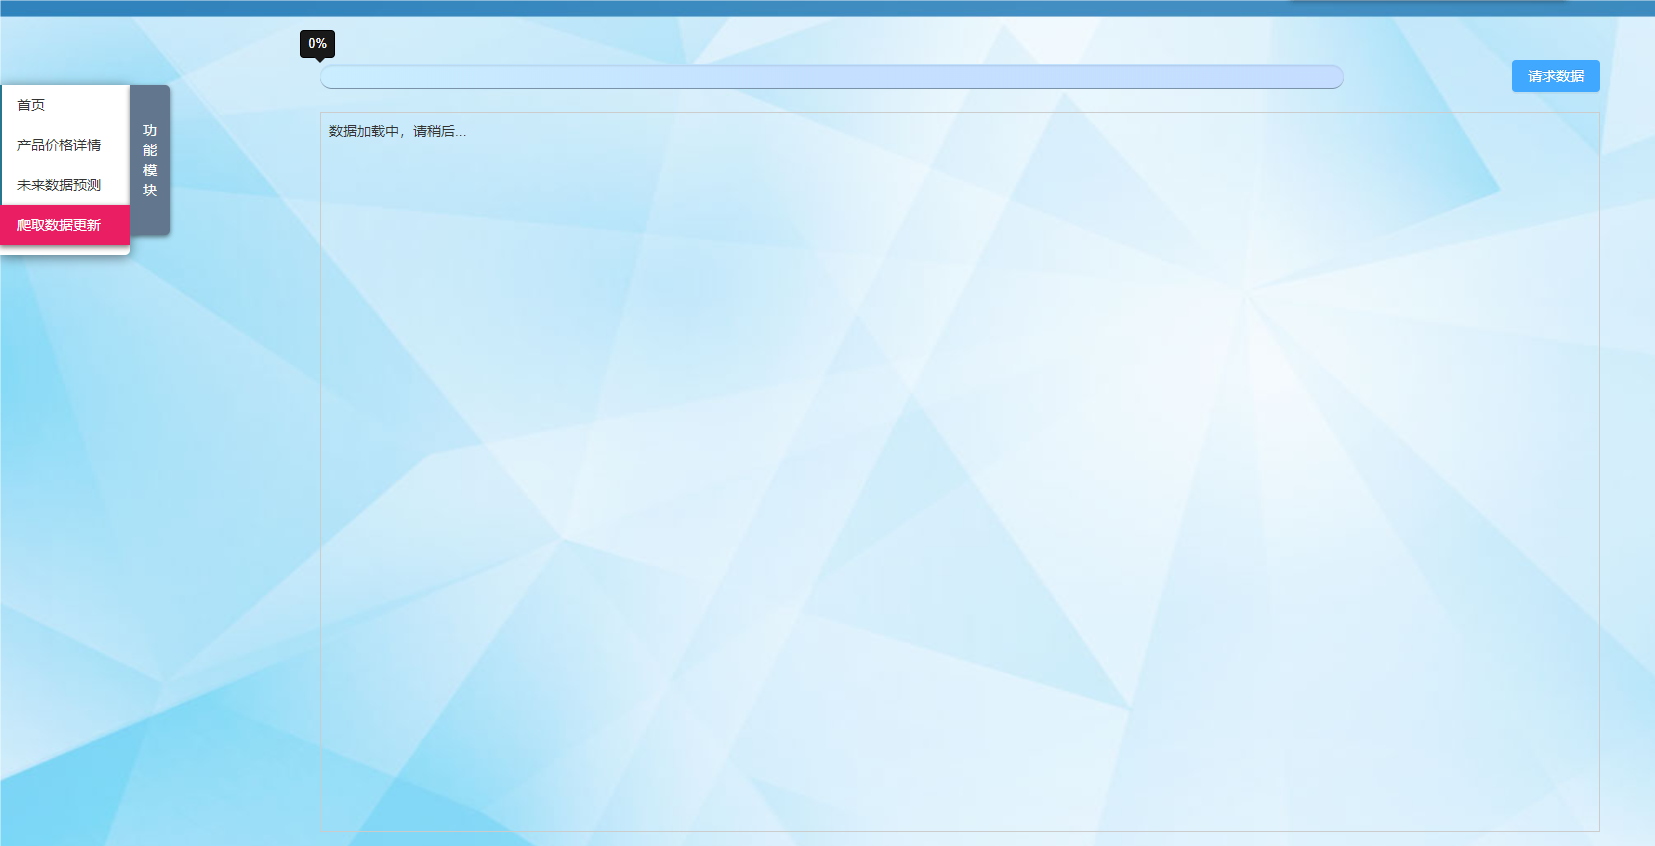 0%
请求数据
首页
产品价格详情
未来数据预测
爬取数据更新
功能模块
数据加载中，请稍后...